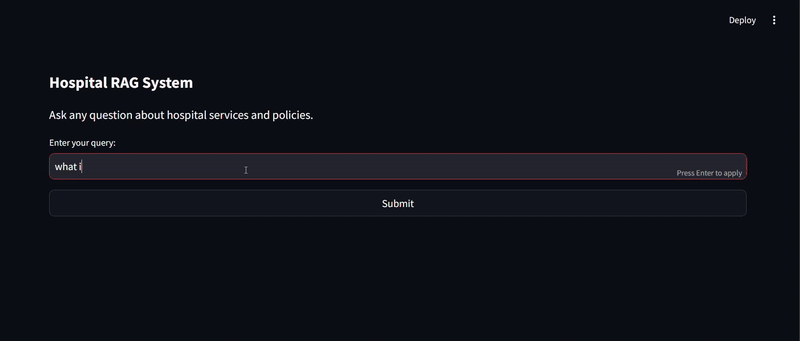 Deploy
Hospital RAG System
Ask any question about hospital services and policies.
Enter your query:
what i
Press Enter to apply
Submit